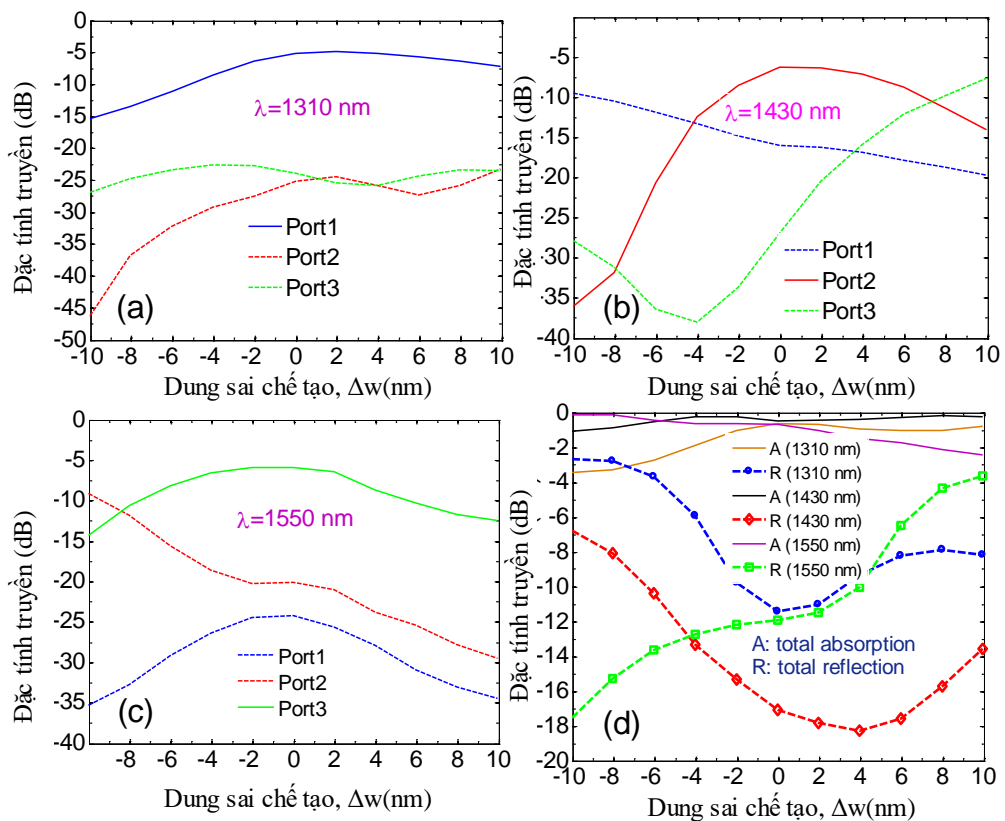 Đặc tính truyền (dB)
0
-5
-10
-15
-20
-25
-30
-35
-40
-45
-50
λ=1310 nm
Port1
Port2
Port3
(a)
-10 -8 -6 -4 -2 0 2 4 6 8 10
Dung sai chế tạo, Δw(nm)
Đặc tính truyền (dB)
-5
-10
-15
-20
-25
-30
-35
-40
λ=1430 nm
Port1
Port2
Port3
(b)
-10 -8 -6 -4 -2 0 2 4 6 8 10
Dung sai chế tạo, Δw(nm)
Đặc tính truyền (dB)
0
-5
-10
-15
-20
-25
-30
-35
-40
λ=1550 nm
Port1
Port2
Port3
(c)
-8 -6 -4 -2 0 2 4 6 8 10
Dung sai chế tạo, Δw(nm)
Đặc tính truyền (dB)
0
-2
-4
-6
-8
-10
-12
-14
-16
-18
-20
A (1310 nm)
R (1310 nm)
A (1430 nm)
R (1430 nm)
A (1550 nm)
R (1550 nm)
A: total absorption
R: total reflection
(d)
-10 -8 -6 -4 -2 0 2 4 6 8 10
Dung sai chế tạo, Δw(nm)